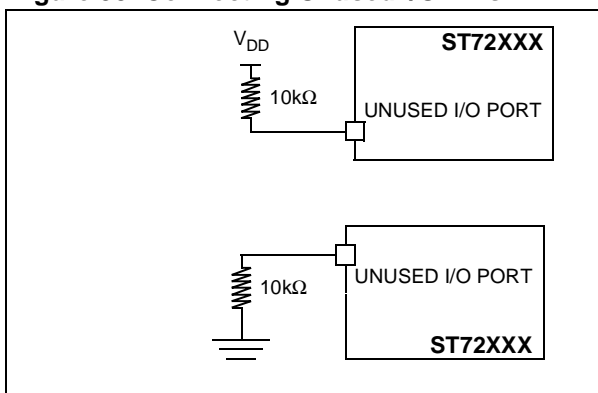 V_DD
ST72XXX
10kΩ
UNUSED I/O PORT
UNUSED I/O PORT
10kΩ
ST72XXX